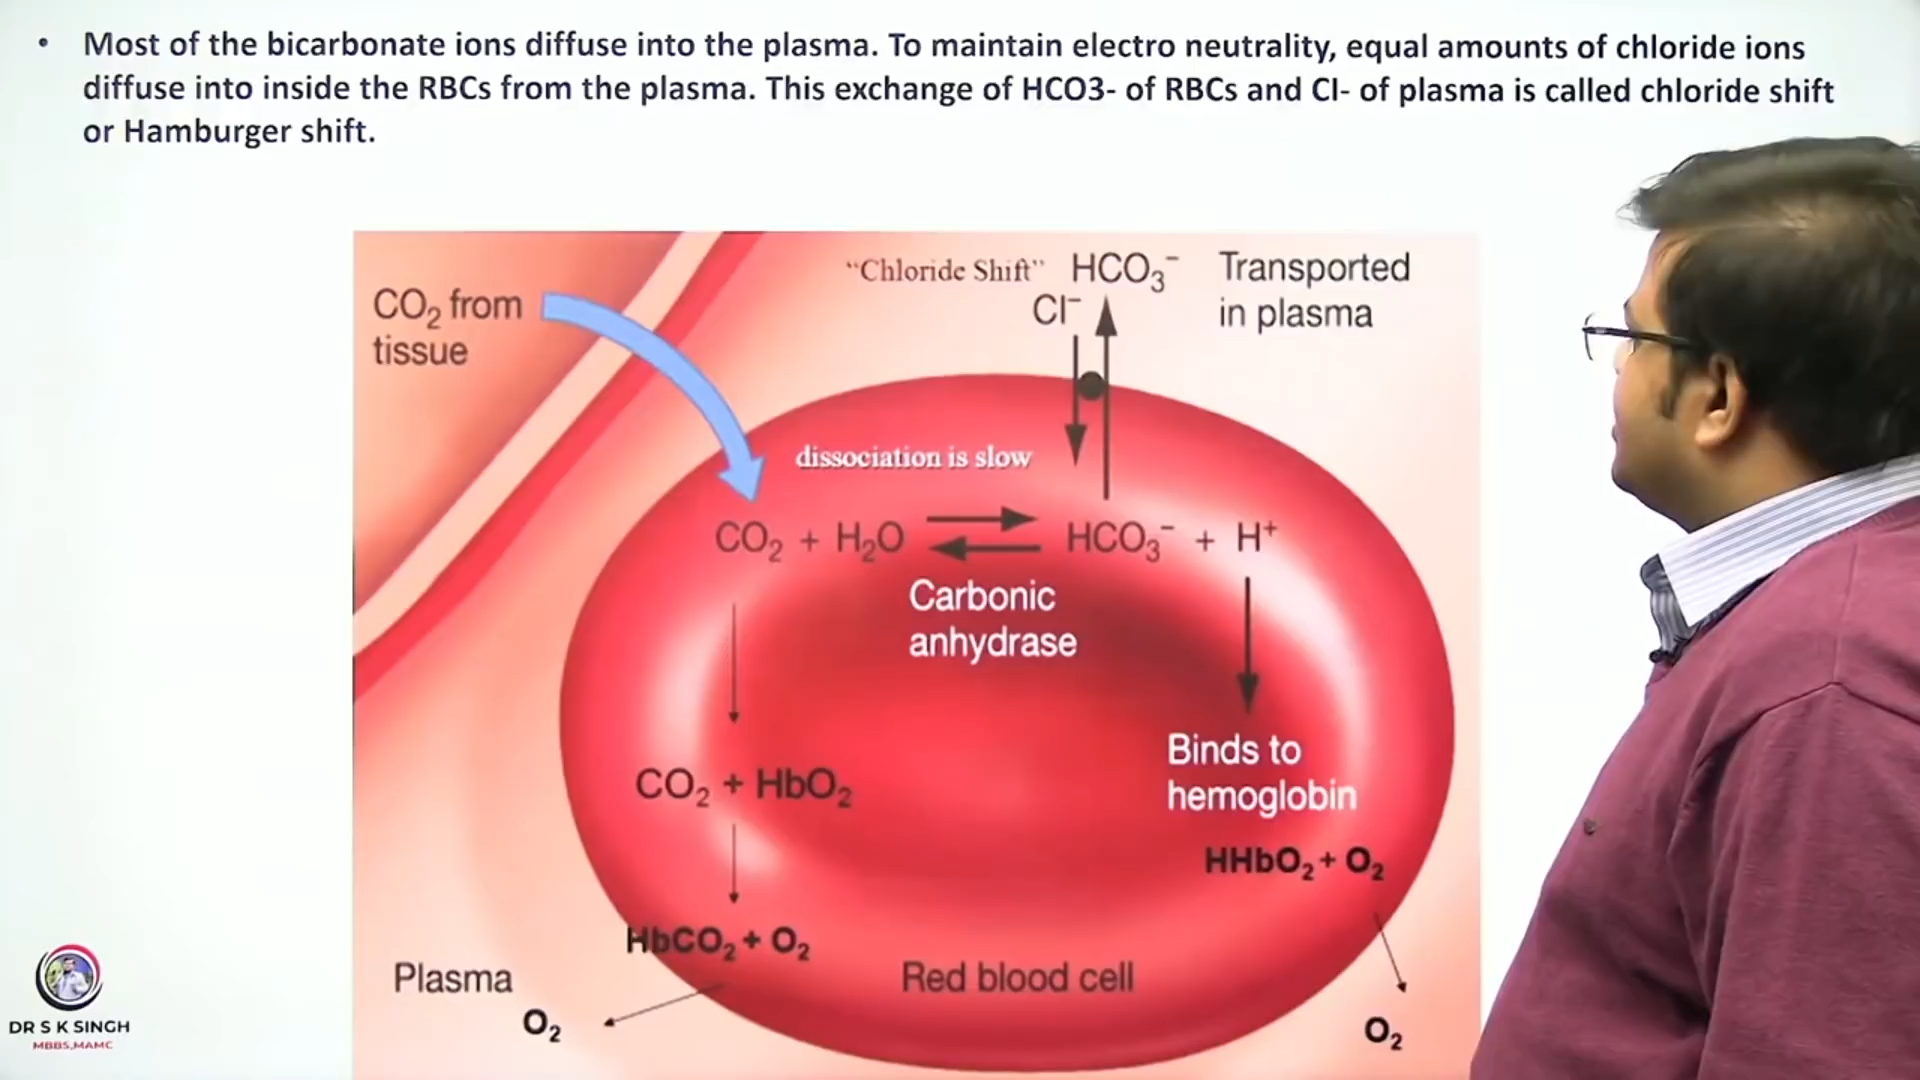 • Most of the bicarbonate ions diffuse into the plasma. To maintain electro neutrality, equal amounts of chloride ions
diffuse into inside the RBCs from the plasma. This exchange of HCO3- of RBCs and Cl- of plasma is called chloride shift
or Hamburger shift.
CO₂ from
tissue
“Chloride Shift” HCO₃⁻
Cl⁻
Transported
in plasma
dissociation is slow
CO₂ + H₂O HCO₃⁻ + H⁺
Carbonic
anhydrase
CO₂ + HbO₂
Binds to
hemoglobin
HHbO₂ + O₂
HbCO₂ + O₂
Plasma
Red blood cell
O₂
O₂
DR S K SINGH
MBBS,MAMC